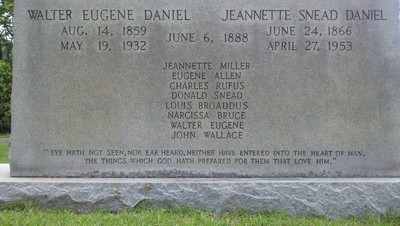 WALTER EUGENE DANIEL JEANNETTE SNEAD DANIEL
AUG. 14, 1859 JUNE 24, 1866
JUNE 6, 1888
MAY 19, 1932 APRIL 27, 1953
JEANNETTE MILLER
EUGENE ALLEN
CHARLES RUFUS
DONALD SNEAD
LOUIS BROADDUS
NARCISSA BRUCE
WALTER EUGENE
JOHN WALLACE
"EYE HATH NOT SEEN, NOR EAR HEARD, NEITHER HAVE ENTERED INTO THE HEART OF MAN,
THE THINGS WHICH GOD HATH PREPARED FOR THEM THAT LOVE HIM."